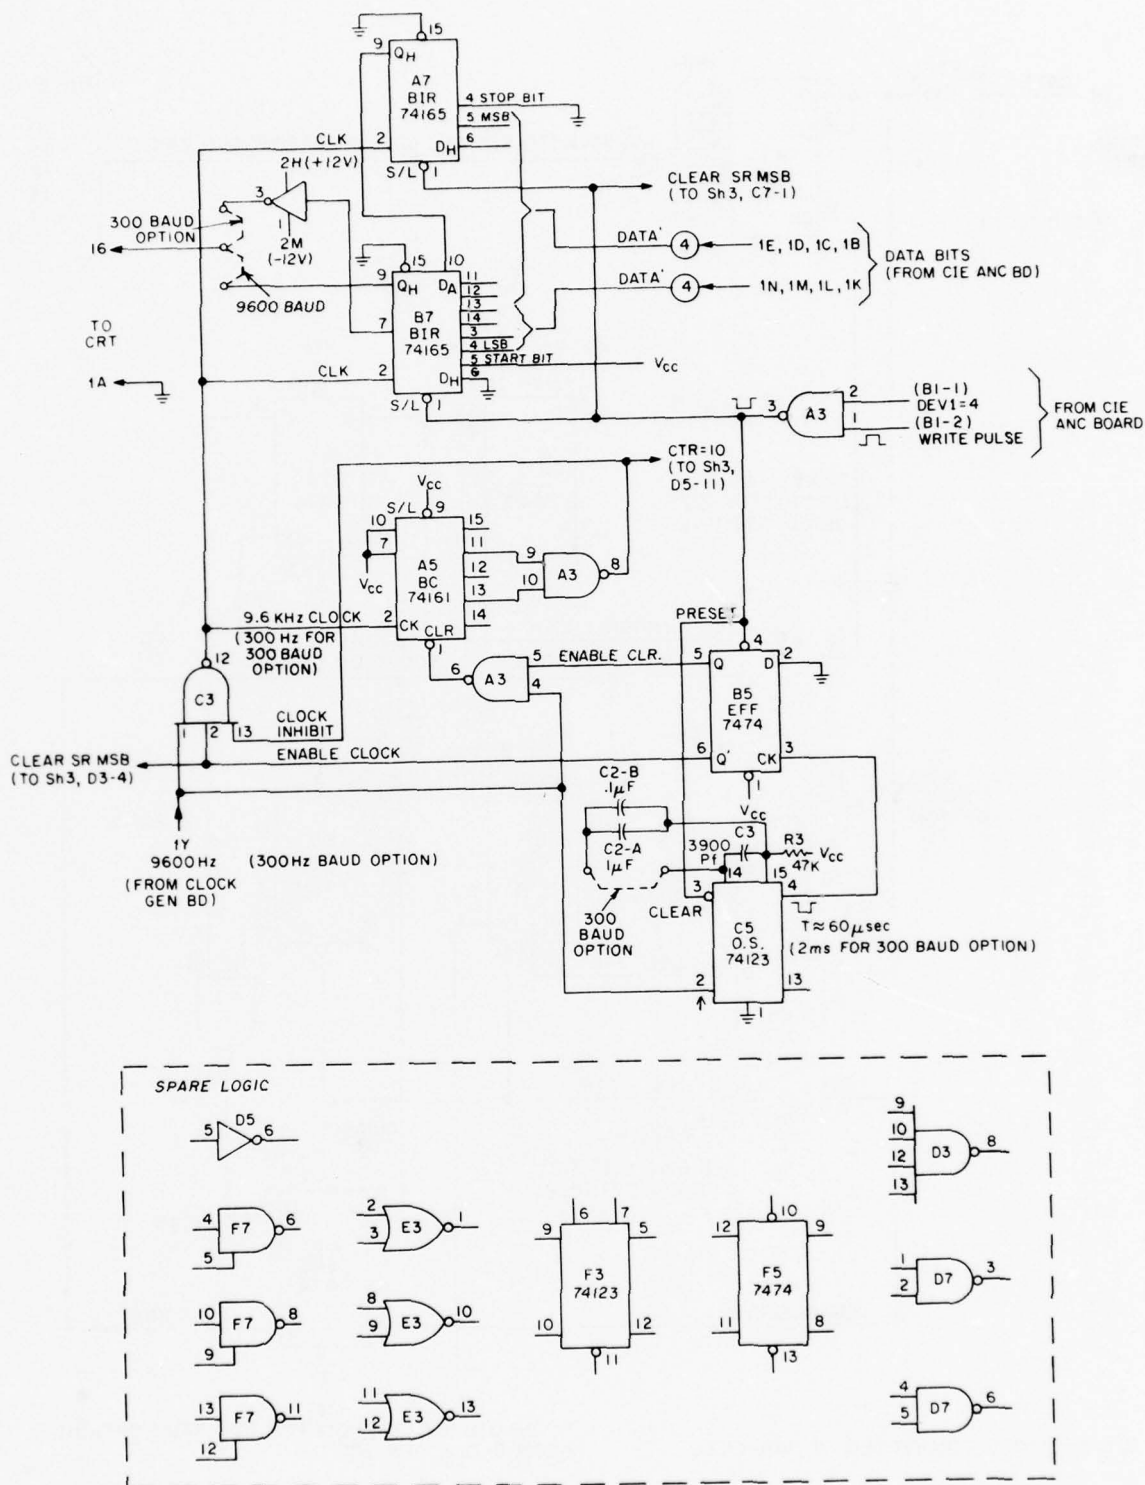 15
9 QH
A7
BIR
74165
4 STOP BIT
5 MSB
6
DH
CLK 2
S/L 1
2H(+12V)
3
1
2M
(-12V)
300 BAUD
OPTION
16
9600 BAUD
TO
CRT
1A
CLEAR SR MSB
(TO Sh3, C7-1)
DATA' 4 1E, 1D, 1C, 1B
DATA' 4 1N, 1M, 1L, 1K
DATA BITS
(FROM CIE ANC BD)
15 10
9 QH DA 11
12
13
14
7 B7 3
BIR 4 LSB
74165 5 START BIT VCC
CLK 2 DH 6
S/L 1
3 A3 2 (B1-1)
DEV1=4
1 (B1-2)
WRITE PULSE
FROM CIE
ANC BOARD
CTR=10
(TO Sh3,
D5-11)
VCC
S/L 9
10 15
7 11
VCC
A5
BC
74161
12
13
14
9
10 A3 8
9.6 KHz CLOCK 2 CK
CLR
1
(300 Hz FOR
300 BAUD
OPTION)
12
C3
1 2 13
CLOCK
INHIBIT
6 A3 5 ENABLE CLR. 5
4
PRESET
4
Q D 2
B5
EFF
7474
6 Q' CK 3
1
VCC
ENABLE CLOCK
CLEAR SR MSB
(TO Sh3, D3-4)
1Y
9600Hz (300Hz BAUD OPTION)
(FROM CLOCK
GEN BD)
C2-B
.1µF
C2-A
1µF
300
BAUD
OPTION
3900
Pf
C3
R3
47K
VCC
14 15
3 4
CLEAR
C5
O.S.
74123
T≈60µsec
(2ms FOR 300 BAUD OPTION)
2 13
1
SPARE LOGIC
5 D5 6
4 F7 6
5
10 F7 8
9
13 F7 11
12
2 E3 1
3
8 E3 10
9
11 E3 13
12
6 7
9 5
F3
74123
10 12
11
10
12 9
F5
7474
11 8
13
9
10 D3 8
12
13
1 D7 3
2
4 D7 6
5